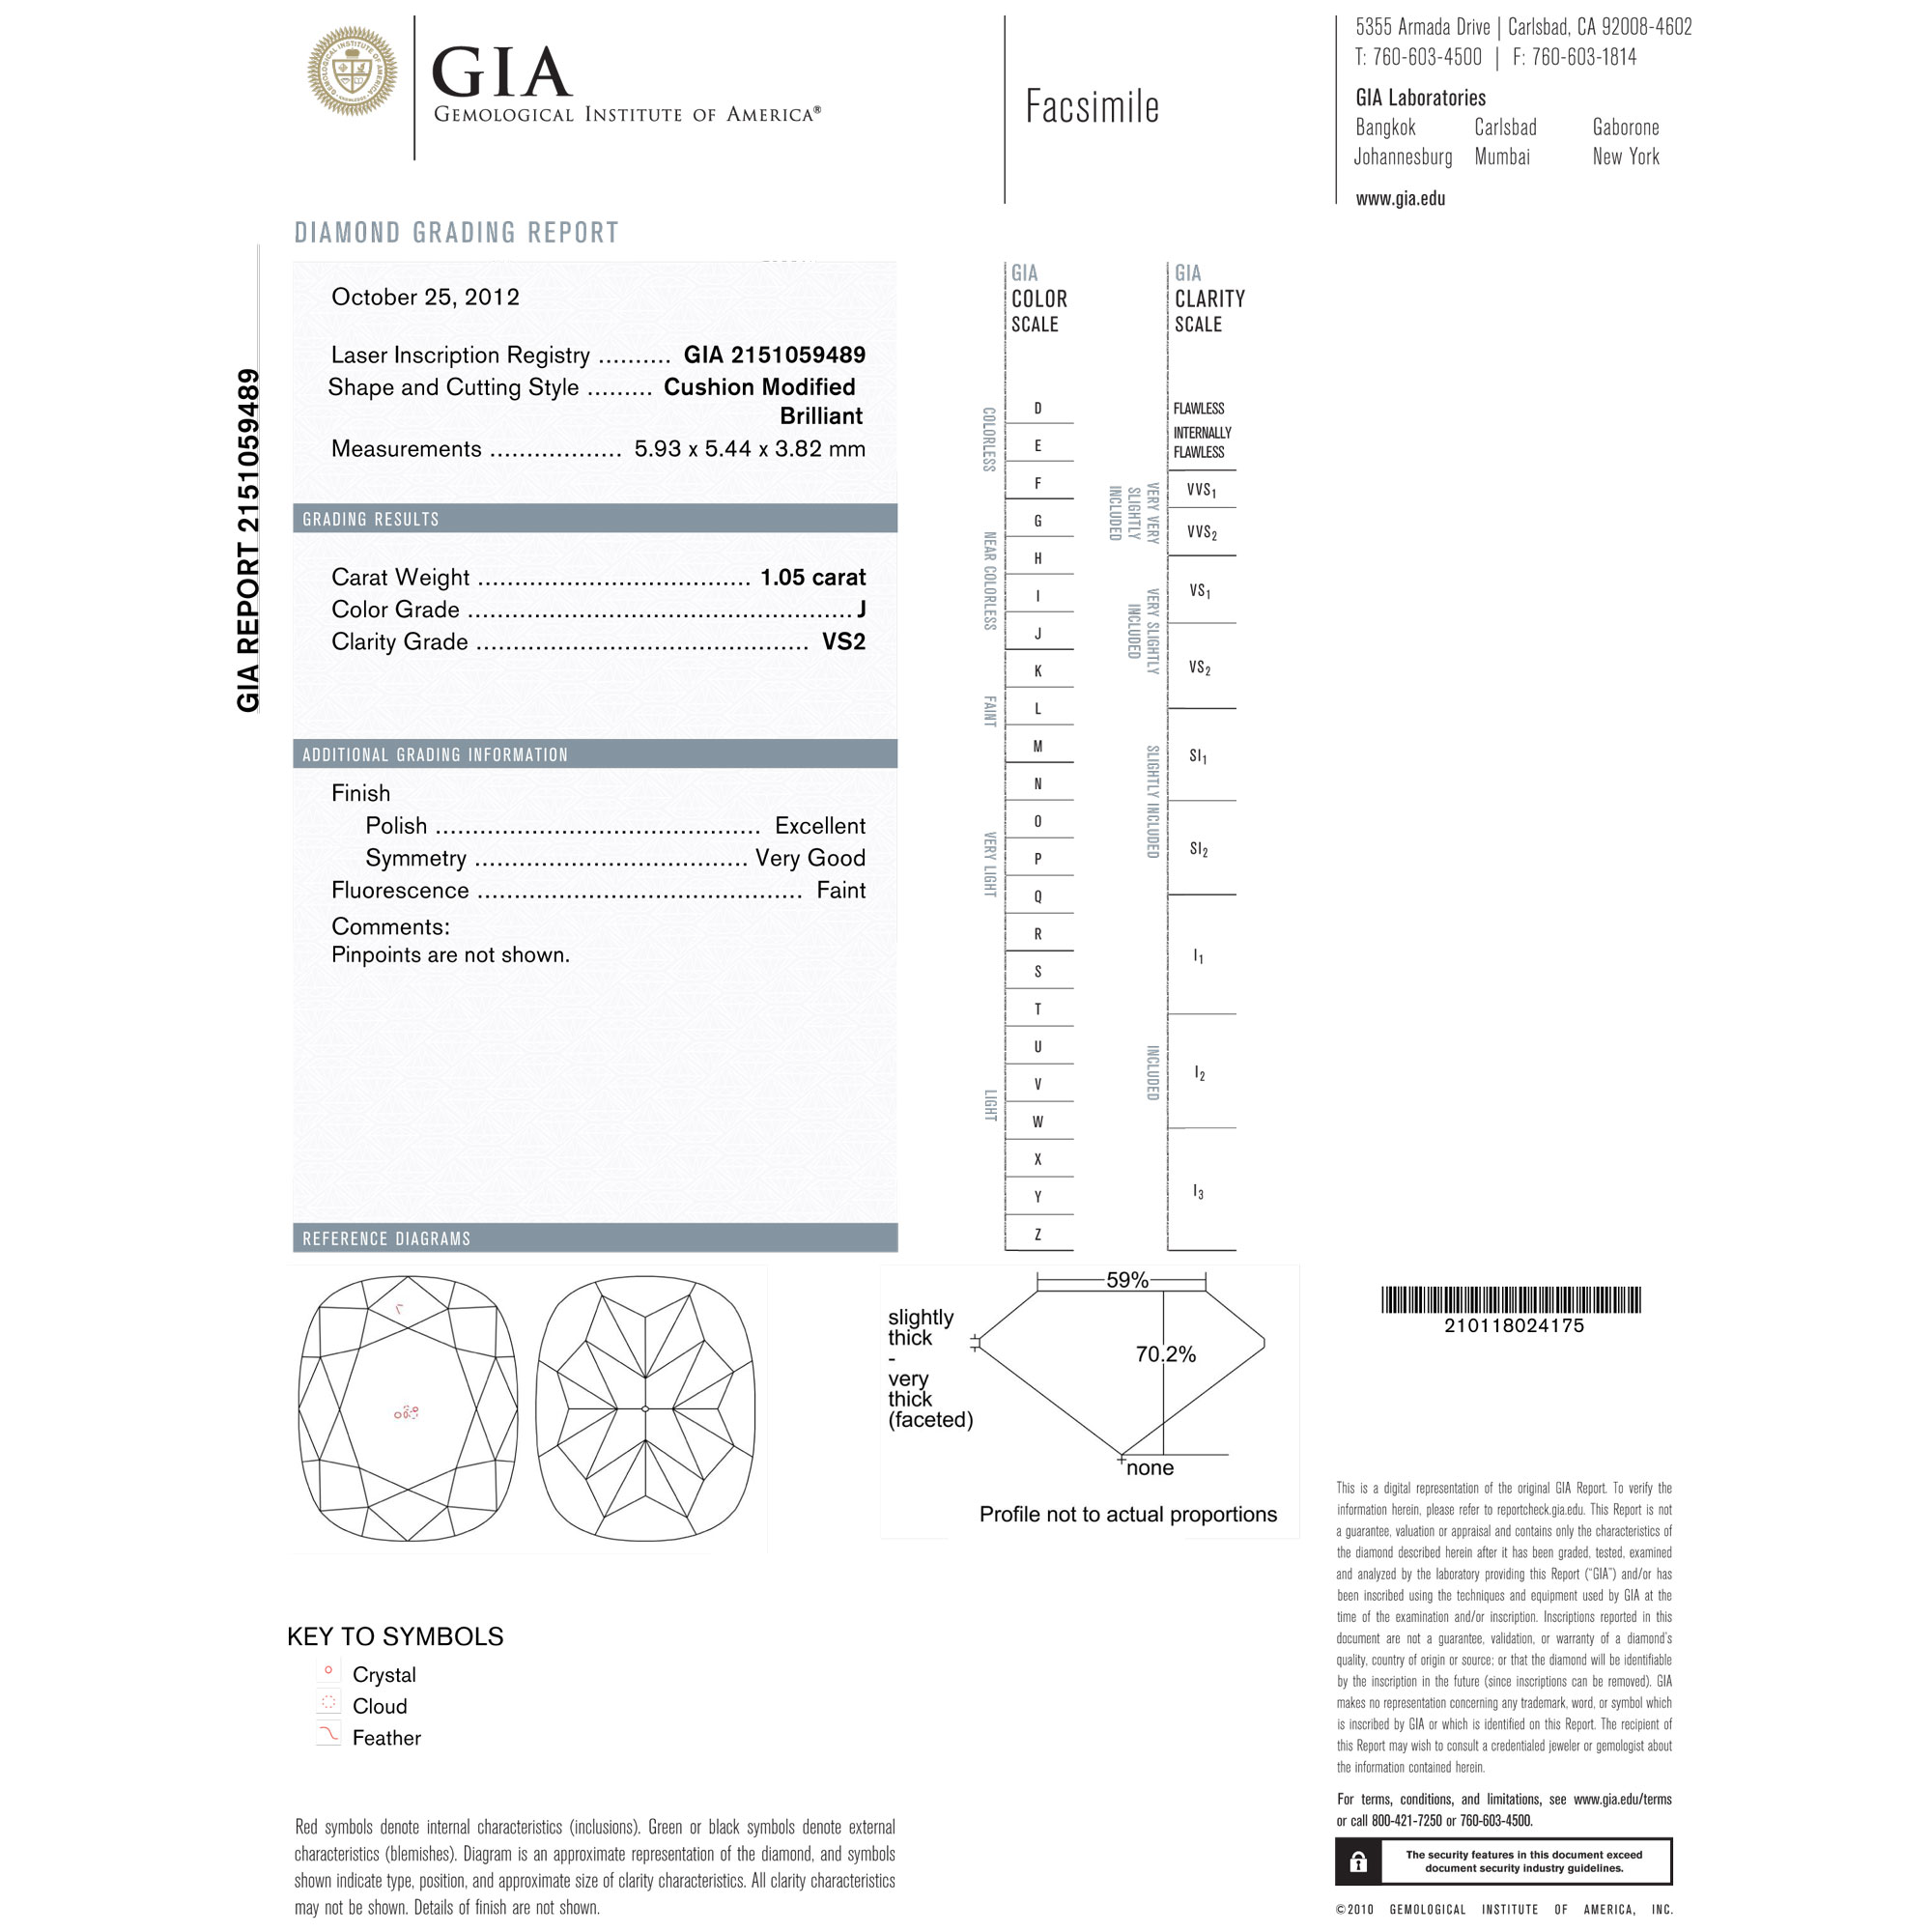 GIA
GEMOLOGICAL INSTITUTE OF AMERICA®
Facsimile
5355 Armada Drive | Carlsbad, CA 92008-4602
T: 760-603-4500 | F: 760-603-1814
GIA Laboratories
Bangkok Carlsbad Gaborone
Johannesburg Mumbai New York
www.gia.edu
DIAMOND GRADING REPORT
GIA REPORT 2151059489
October 25, 2012
Laser Inscription Registry .......... GIA 2151059489
Shape and Cutting Style ......... Cushion Modified
Brilliant
Measurements .................. 5.93 x 5.44 x 3.82 mm
GRADING RESULTS
Carat Weight ..................................... 1.05 carat
Color Grade .................................................... J
Clarity Grade ............................................. VS2
ADDITIONAL GRADING INFORMATION
Finish
Polish ............................................ Excellent
Symmetry ..................................... Very Good
Fluorescence ............................................ Faint
Comments:
Pinpoints are not shown.
REFERENCE DIAGRAMS
GIA
COLOR
SCALE
COLORLESS
D
E
F
NEAR COLORLESS
G
H
I
J
FAINT
K
L
M
VERY LIGHT
N
O
P
Q
R
LIGHT
S
T
U
V
W
X
Y
Z
GIA
CLARITY
SCALE
FLAWLESS
INTERNALLY
FLAWLESS
VERY VERY
SLIGHTLY
INCLUDED
VVS1
VVS2
VERY SLIGHTLY
INCLUDED
VS1
VS2
SLIGHTLY INCLUDED
SI1
SI2
INCLUDED
I1
I2
I3
59%
slightly
thick
-
very
thick
(faceted)
70.2%
none
Profile not to actual proportions
210118024175
KEY TO SYMBOLS
Crystal
Cloud
Feather
Red symbols denote internal characteristics (inclusions). Green or black symbols denote external
characteristics (blemishes). Diagram is an approximate representation of the diamond, and symbols
shown indicate type, position, and approximate size of clarity characteristics. All clarity characteristics
may not be shown. Details of finish are not shown.
This is a digital representation of the original GIA Report. To verify the
information herein, please refer to reportcheck.gia.edu. This Report is not
a guarantee, valuation or appraisal and contains only the characteristics of
the diamond described herein after it has been graded, tested, examined
and analyzed by the laboratory providing this Report (“GIA”) and/or has
been inscribed using the techniques and equipment used by GIA at the
time of the examination and/or inscription. Inscriptions reported in this
document are not a guarantee, validation, or warranty of a diamond's
quality, country of origin or source; or that the diamond will be identifiable
by the inscription in the future (since inscriptions can be removed). GIA
makes no representation concerning any trademark, word, or symbol which
is inscribed by GIA or which is identified on this Report. The recipient of
this Report may wish to consult a credentialed jeweler or gemologist about
the information contained herein.
For terms, conditions, and limitations, see www.gia.edu/terms
or call 800-421-7250 or 760-603-4500.
The security features in this document exceed
document security industry guidelines.
©2010 GEMOLOGICAL INSTITUTE OF AMERICA, INC.